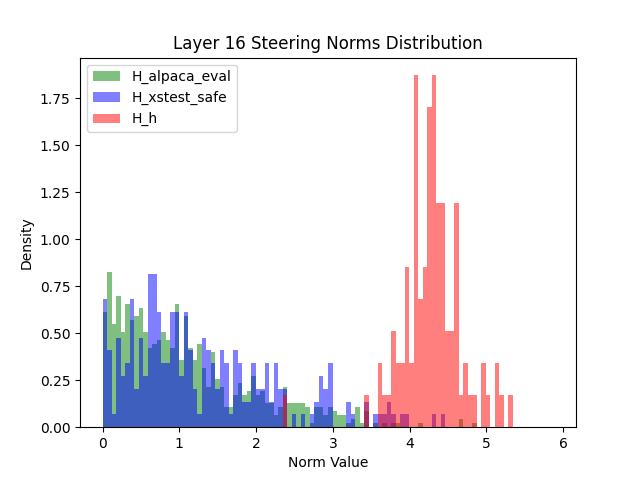 Layer 16 Steering Norms Distribution
H_alpaca_eval
H_xstest_safe
H_h
Density
1.75
1.50
1.25
1.00
0.75
0.50
0.25
0.00
0 1 2 3 4 5 6
Norm Value